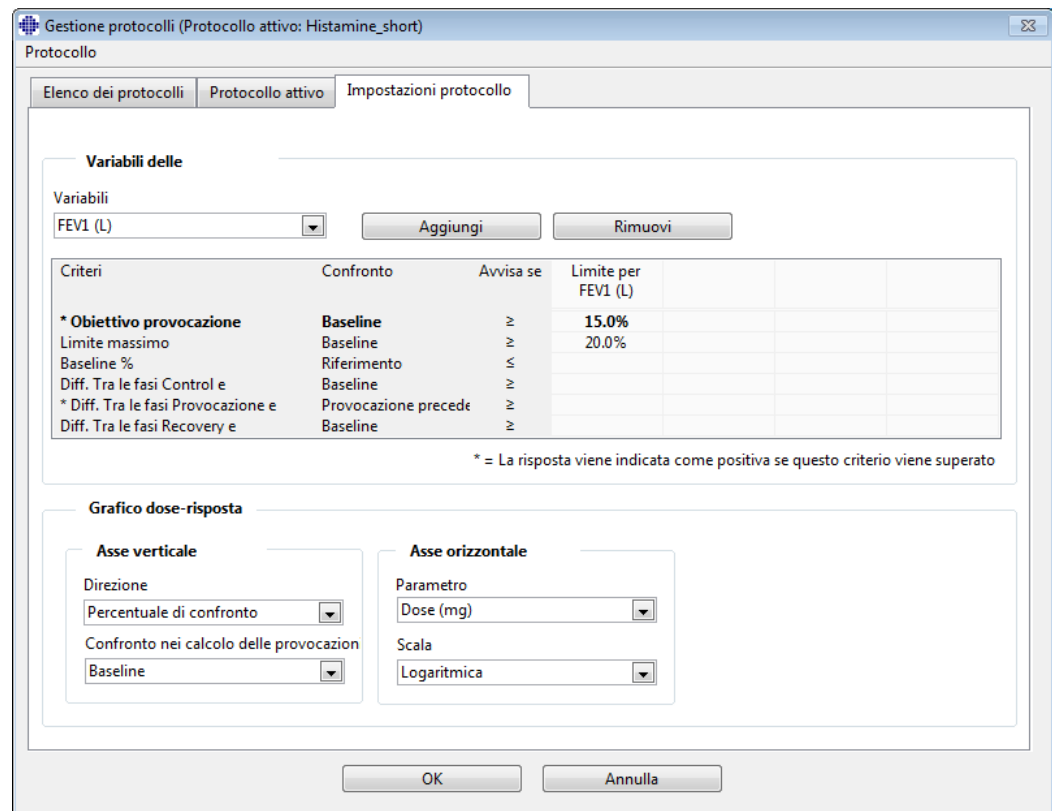 Gestione protocolli (Protocollo attivo: Histamine_short)
Protocollo
Elenco dei protocolli Protocollo attivo Impostazioni protocollo
Variabili delle
Variabili
FEV1 (L) Aggiungi Rimuovi
Criteri Confronto Avvisa se Limite per
FEV1 (L)
* Obiettivo provocazione Baseline ≥ 15.0%
Limite massimo Baseline ≥ 20.0%
Baseline % Riferimento ≤
Diff. Tra le fasi Control e Baseline ≥
* Diff. Tra le fasi Provocazione e Provocazione precede ≥
Diff. Tra le fasi Recovery e Baseline ≥
* = La risposta viene indicata come positiva se questo criterio viene superato
Grafico dose-risposta
Asse verticale Asse orizzontale
Direzione Parametro
Percentuale di confronto Dose (mg)
Confronto nei calcolo delle provocazion Scala
Baseline Logaritmica
OK Annulla